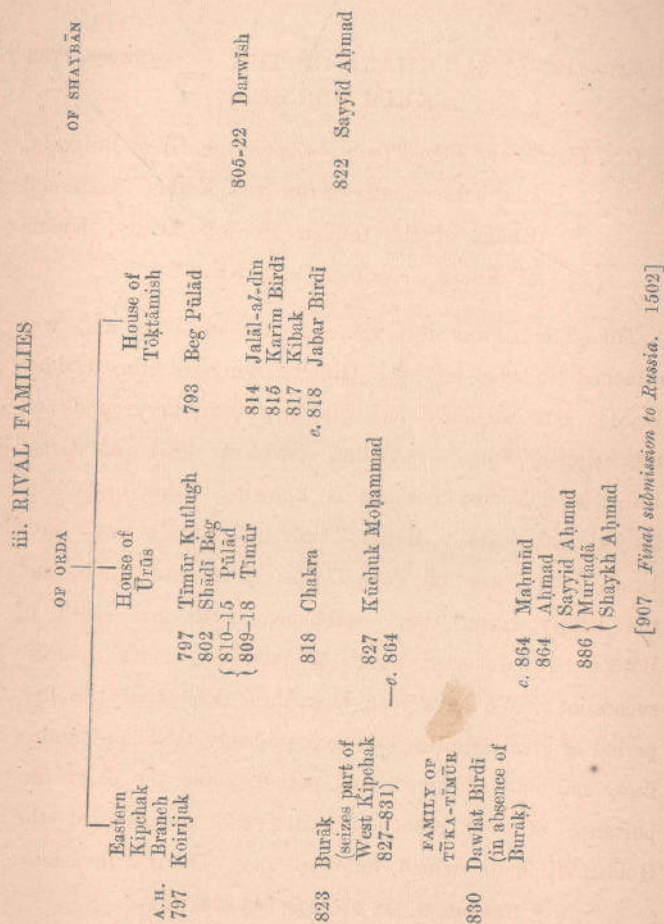 iii. RIVAL FAMILIES
OF ORDA
OF SHAYBĀN
Eastern
Kipchak
Branch
A.H.
797 Koirijak
823 Burāk
(seizes part of
West Kipchak
827-831)
FAMILY OF
TŪKA-TĪMŪR
830 Dawlat Birdī
(in absence of
Burāḳ)
House of
Ūrūs
797 Tīmūr Kutlugh
802 Shādī Beg
810-15 Pūlād
809-18 Tīmūr
818 Chakra
827 Kūchuk Moḥammad
—c. 864
c. 864 Maḥmūd
864 Aḥmad
Sayyid Aḥmad
886 Murtaḍā
Shaykh Aḥmad
House of
Tōḳtāmish
793 Beg Pūlād
814 Jalāl-al-dīn
815 Karīm Birdī
817 Kibak
c. 818 Jabar Birdī
805-22 Darwīsh
822 Sayyid Aḥmad
[907 Final submission to Russia. 1502]